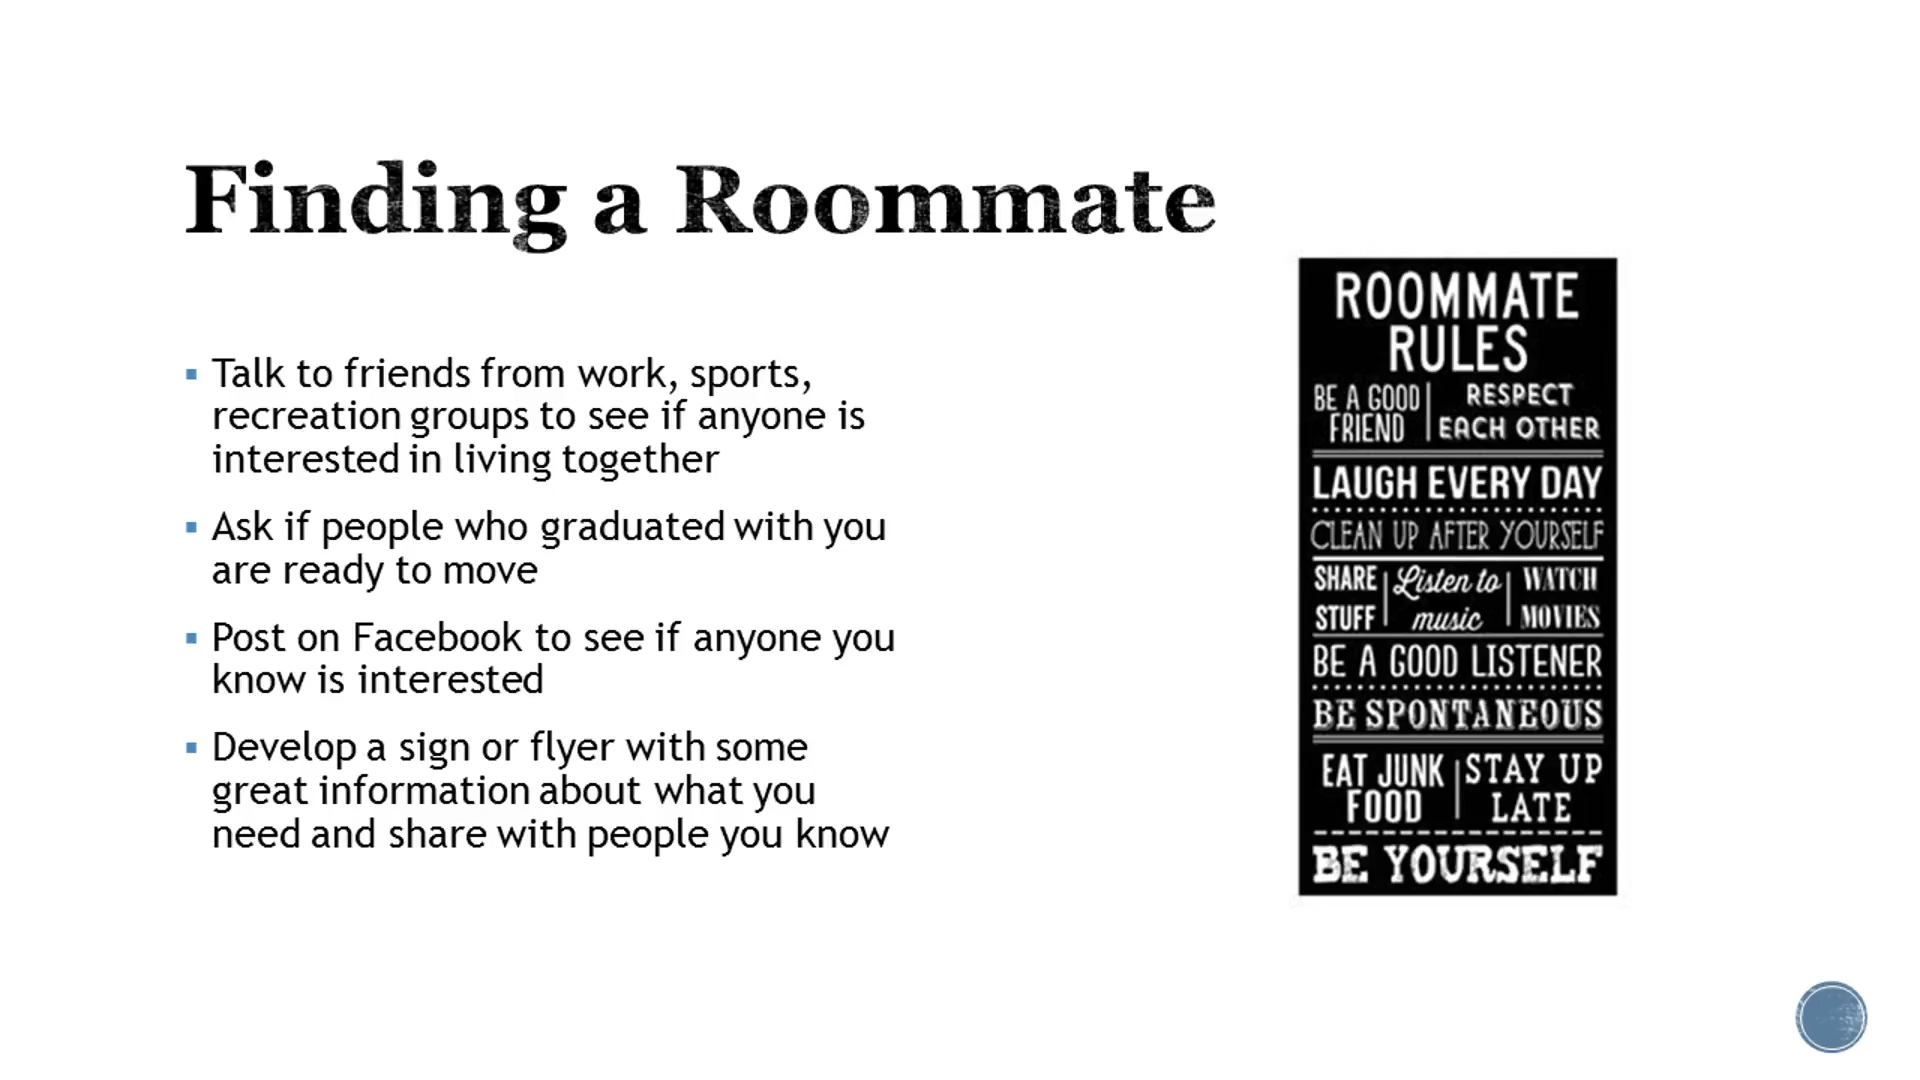 Finding a Roommate
Talk to friends from work, sports,
recreation groups to see if anyone is
interested in living together
Ask if people who graduated with you
are ready to move
Post on Facebook to see if anyone you
know is interested
Develop a sign or flyer with some
great information about what you
need and share with people you know
ROOMMATE
RULES
BE A GOOD
FRIEND
RESPECT
EACH OTHER
LAUGH EVERY DAY
CLEAN UP AFTER YOURSELF
SHARE
STUFF
Listen to
music
WATCH
MOVIES
BE A GOOD LISTENER
BE SPONTANEOUS
EAT JUNK
FOOD
STAY UP
LATE
BE YOURSELF